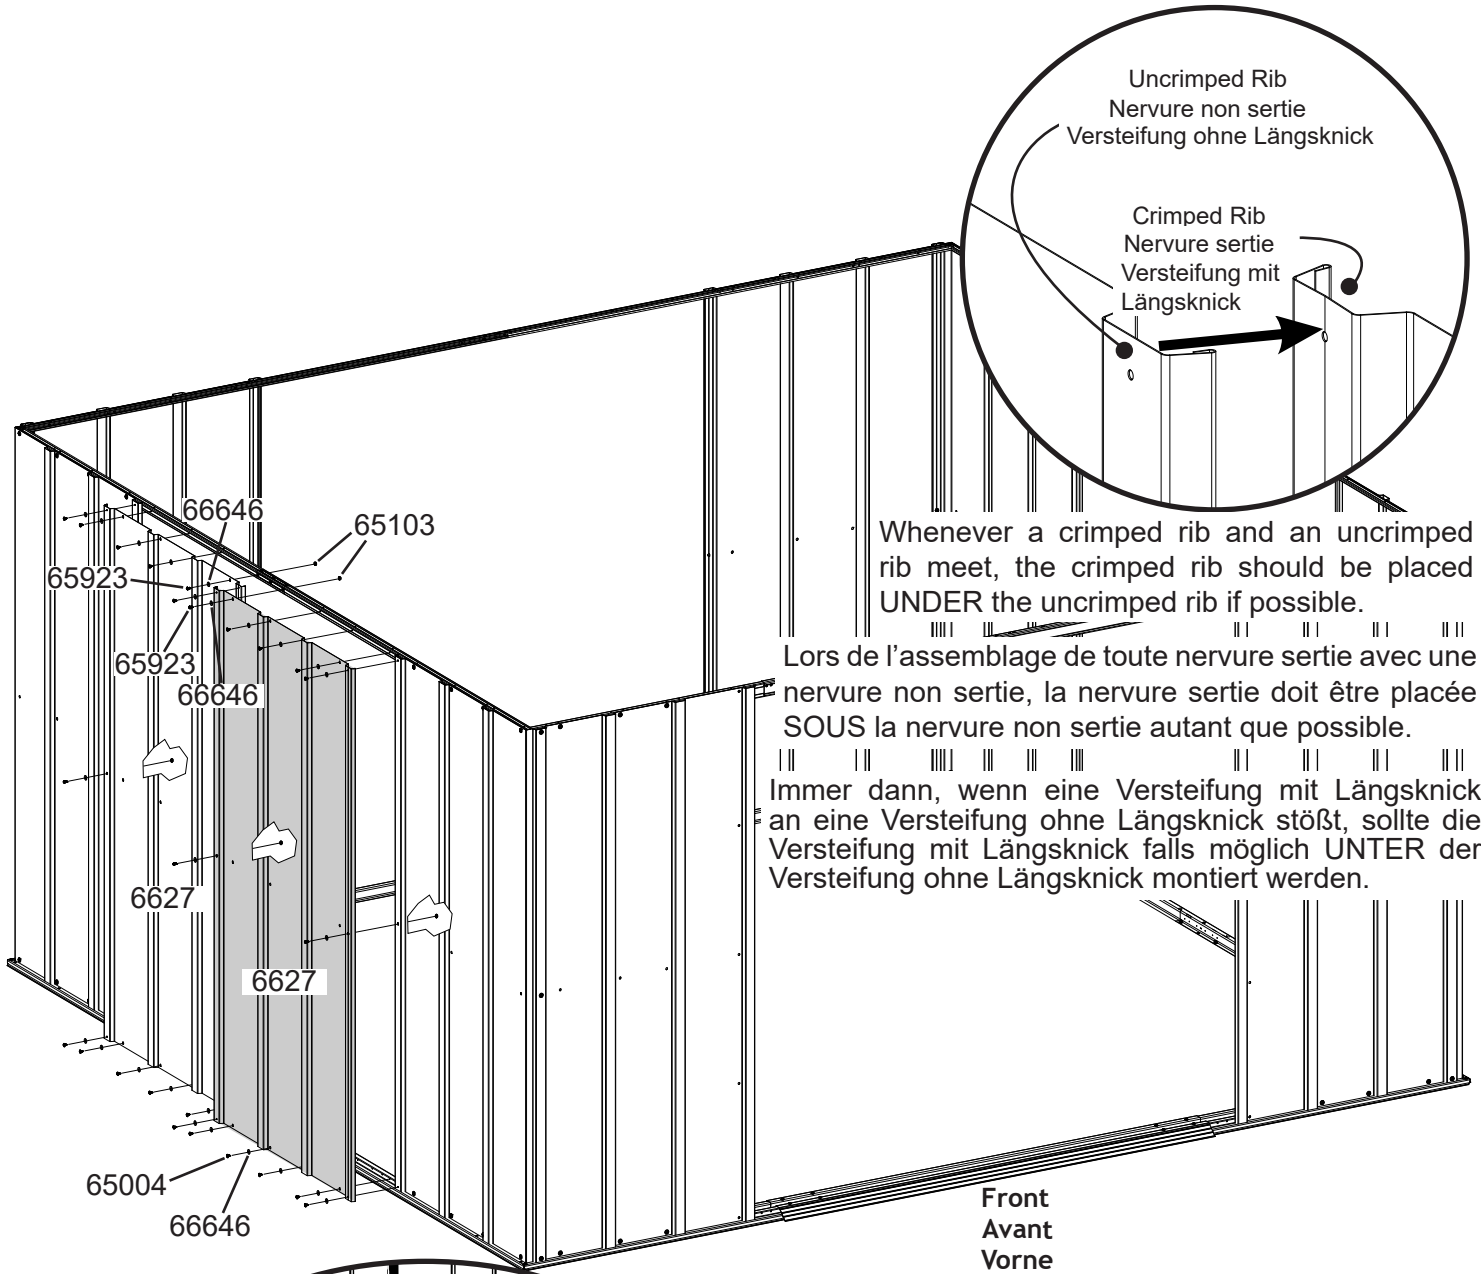 Uncrimped Rib
Nervure non sertie
Versteifung ohne Längsknick
Crimped Rib
Nervure sertie
Versteifung mit
Längsknick
66646
65103
65923
65923
66646
Whenever a crimped rib and an uncrimped
rib meet, the crimped rib should be placed
UNDER the uncrimped rib if possible.
Lors de l’assemblage de toute nervure sertie avec une
nervure non sertie, la nervure sertie doit être placée
SOUS la nervure non sertie autant que possible.
Immer dann, wenn eine Versteifung mit Längsknick
an eine Versteifung ohne Längsknick stößt, sollte die
Versteifung mit Längsknick falls möglich UNTER der
Versteifung ohne Längsknick montiert werden.
6627
6627
65004
66646
Front
Avant
Vorne